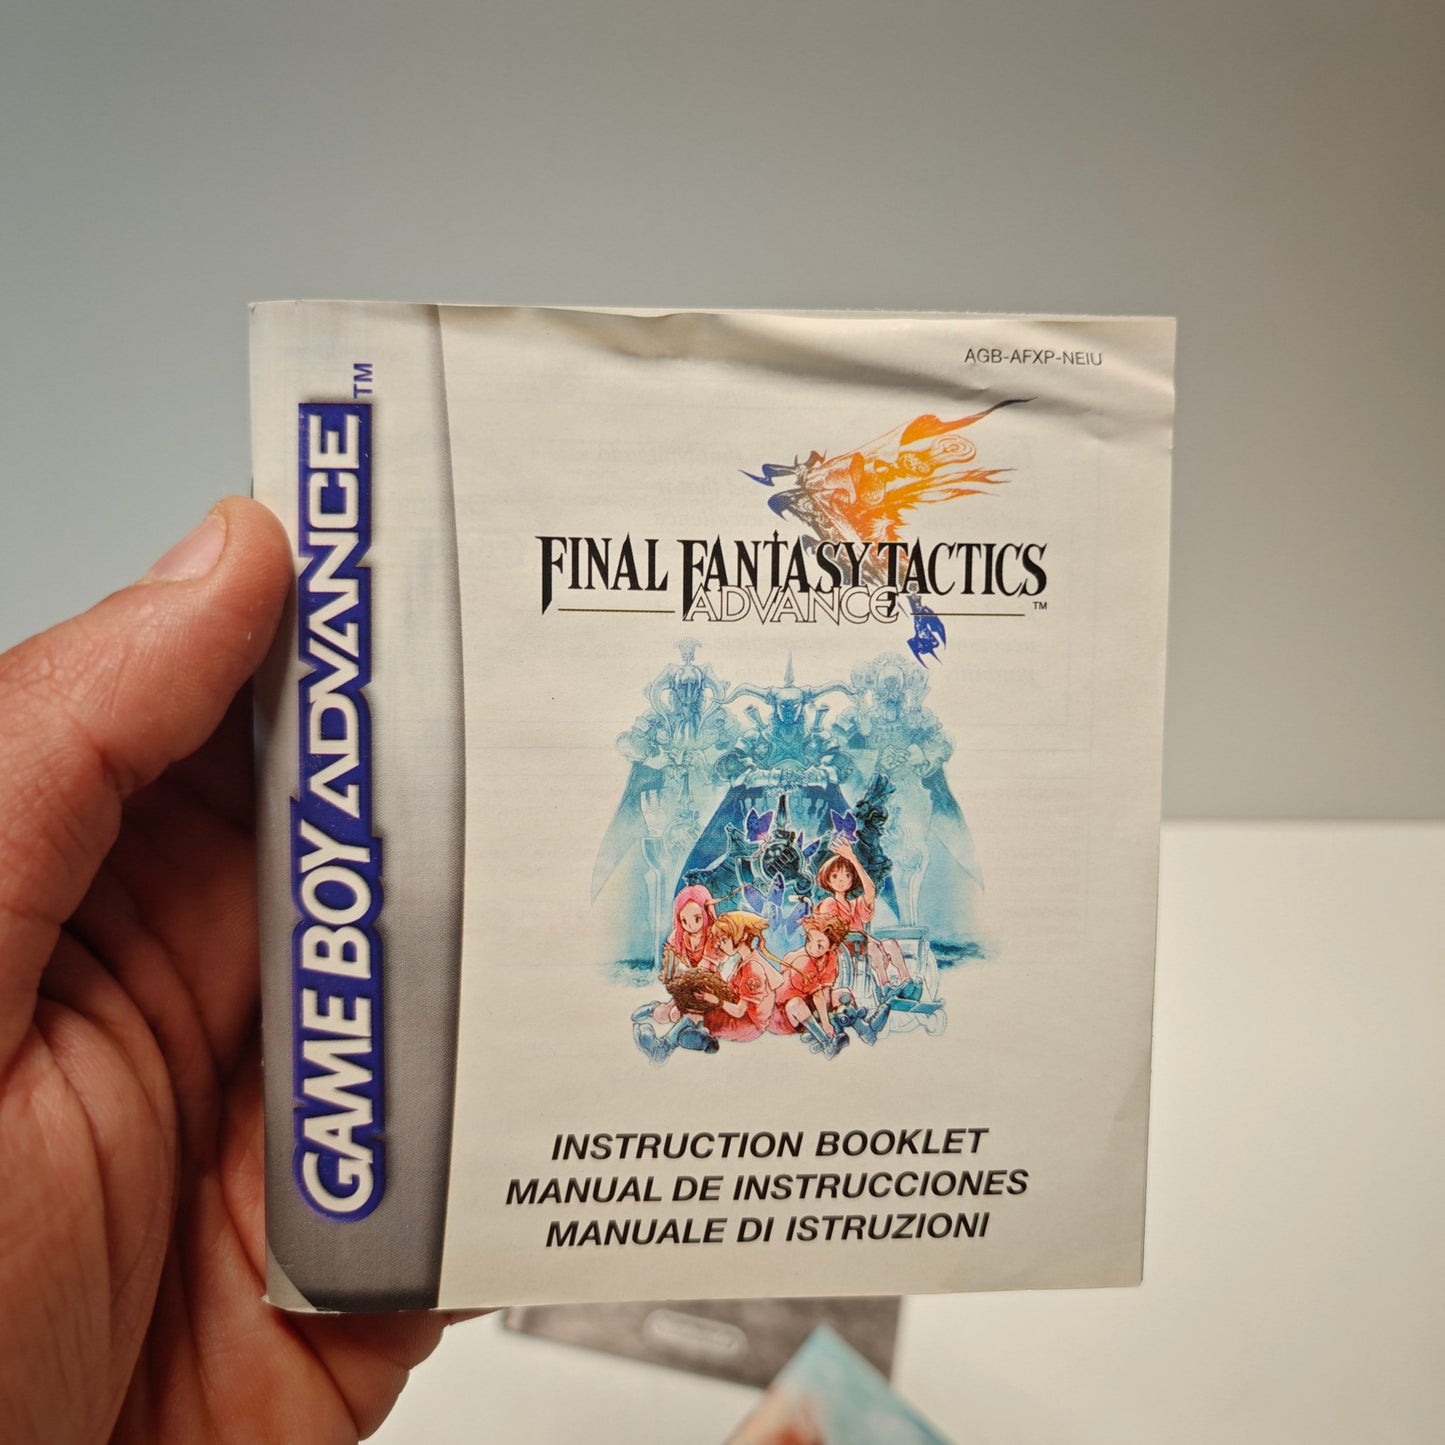 AGB-AFXP-NEIU
GAME BOY ADVANCE™
FINAL FANTASY TACTICS
ADVANCE™
INSTRUCTION BOOKLET
MANUAL DE INSTRUCCIONES
MANUALE DI ISTRUZIONI